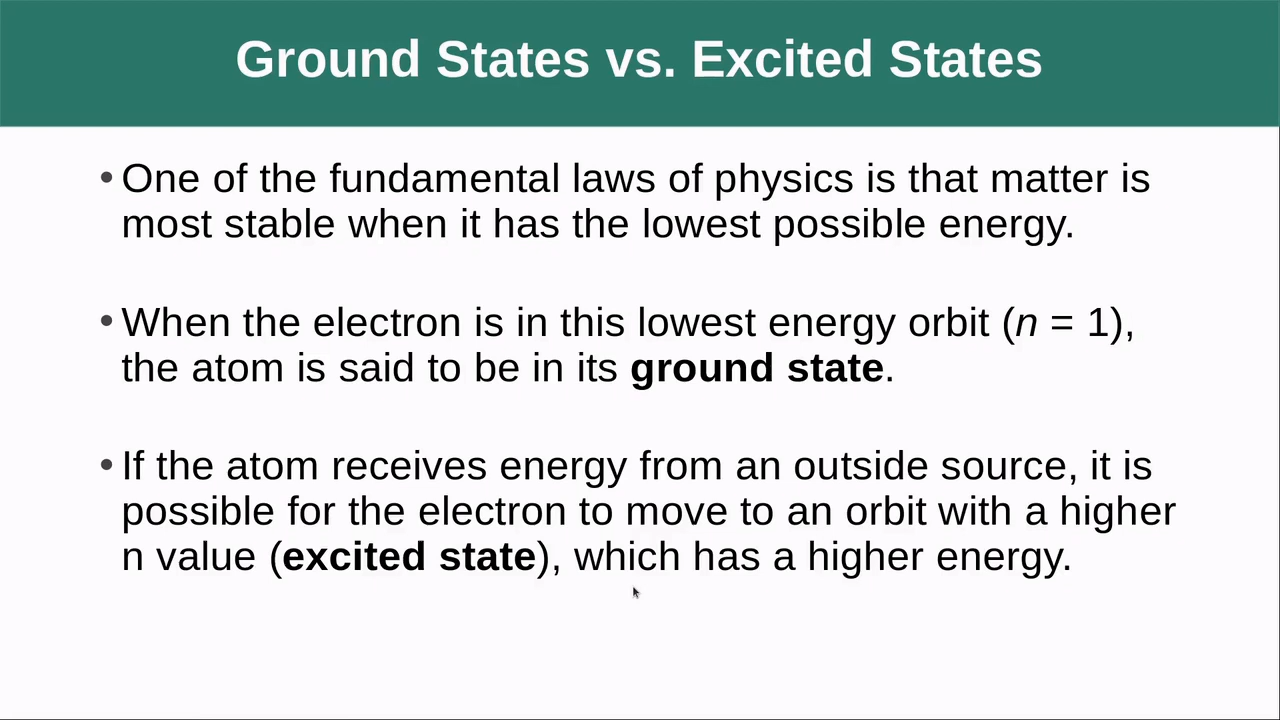 Ground States vs. Excited States
•One of the fundamental laws of physics is that matter is
most stable when it has the lowest possible energy.
•When the electron is in this lowest energy orbit (n = 1),
the atom is said to be in its ground state.
•If the atom receives energy from an outside source, it is
possible for the electron to move to an orbit with a higher
n value (excited state), which has a higher energy.